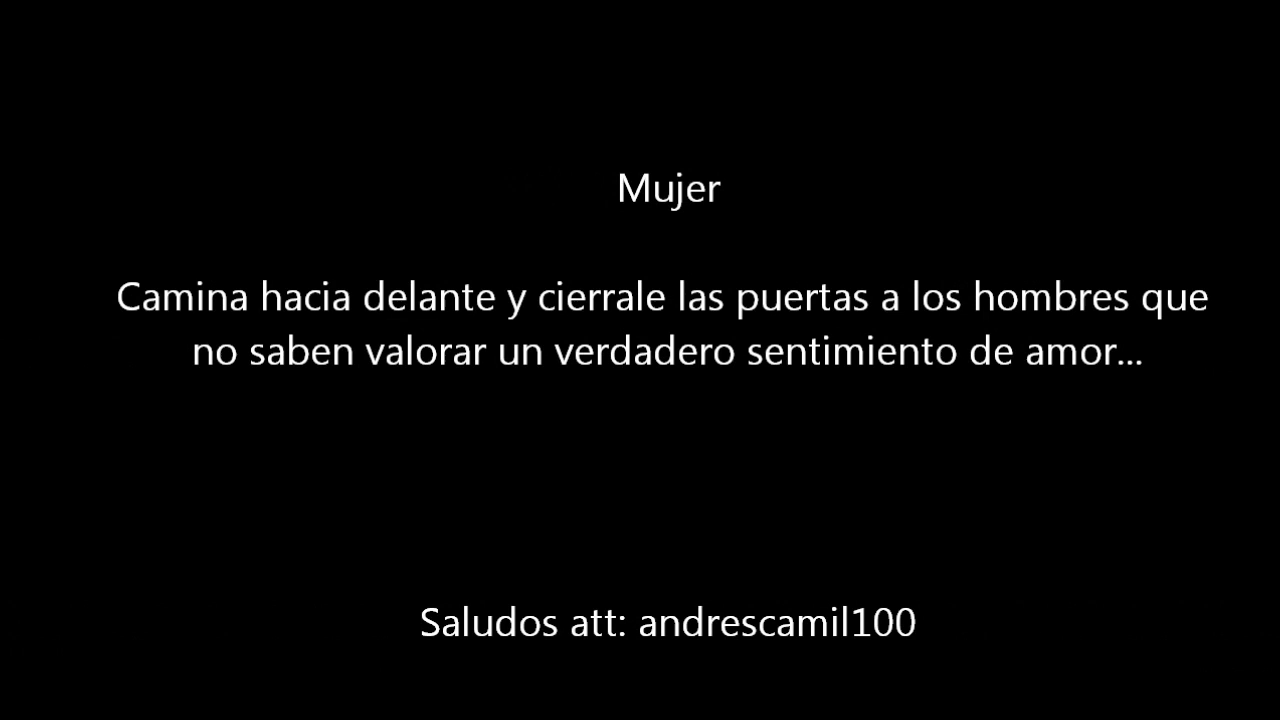 Mujer
Camina hacia delante y cierrale las puertas a los hombres que
no saben valorar un verdadero sentimiento de amor...
Saludos att: andrescamil100